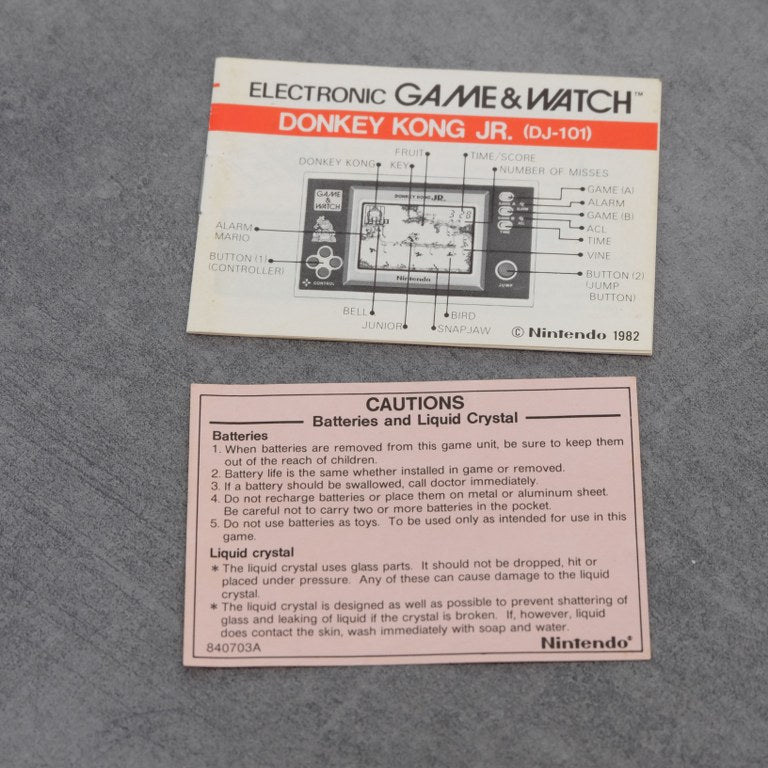 ELECTRONIC GAME & WATCH™
DONKEY KONG JR. (DJ-101)
FRUIT
TIME/SCORE
DONKEY KONG
KEY
NUMBER OF MISSES
GAME (A)
ALARM
GAME (B)
ACL
TIME
VINE
BUTTON (2)
(JUMP
BUTTON)
ALARM
MARIO
BUTTON (1)
(CONTROLLER)
GAME
&
WATCH
DONKEY KONG JR.
Nintendo
CONTROL
JUMP
BELL
BIRD
JUNIOR
SNAPJAW
© Nintendo 1982
CAUTIONS
Batteries and Liquid Crystal
Batteries
1. When batteries are removed from this game unit, be sure to keep them
out of the reach of children.
2. Battery life is the same whether installed in game or removed.
3. If a battery should be swallowed, call doctor immediately.
4. Do not recharge batteries or place them on metal or aluminum sheet.
Be careful not to carry two or more batteries in the pocket.
5. Do not use batteries as toys. To be used only as intended for use in this
game.
Liquid crystal
* The liquid crystal uses glass parts. It should not be dropped, hit or
placed under pressure. Any of these can cause damage to the liquid
crystal.
* The liquid crystal is designed as well as possible to prevent shattering of
glass and leaking of liquid if the crystal is broken. If, however, liquid
does contact the skin, wash immediately with soap and water.
840703A
Nintendo®